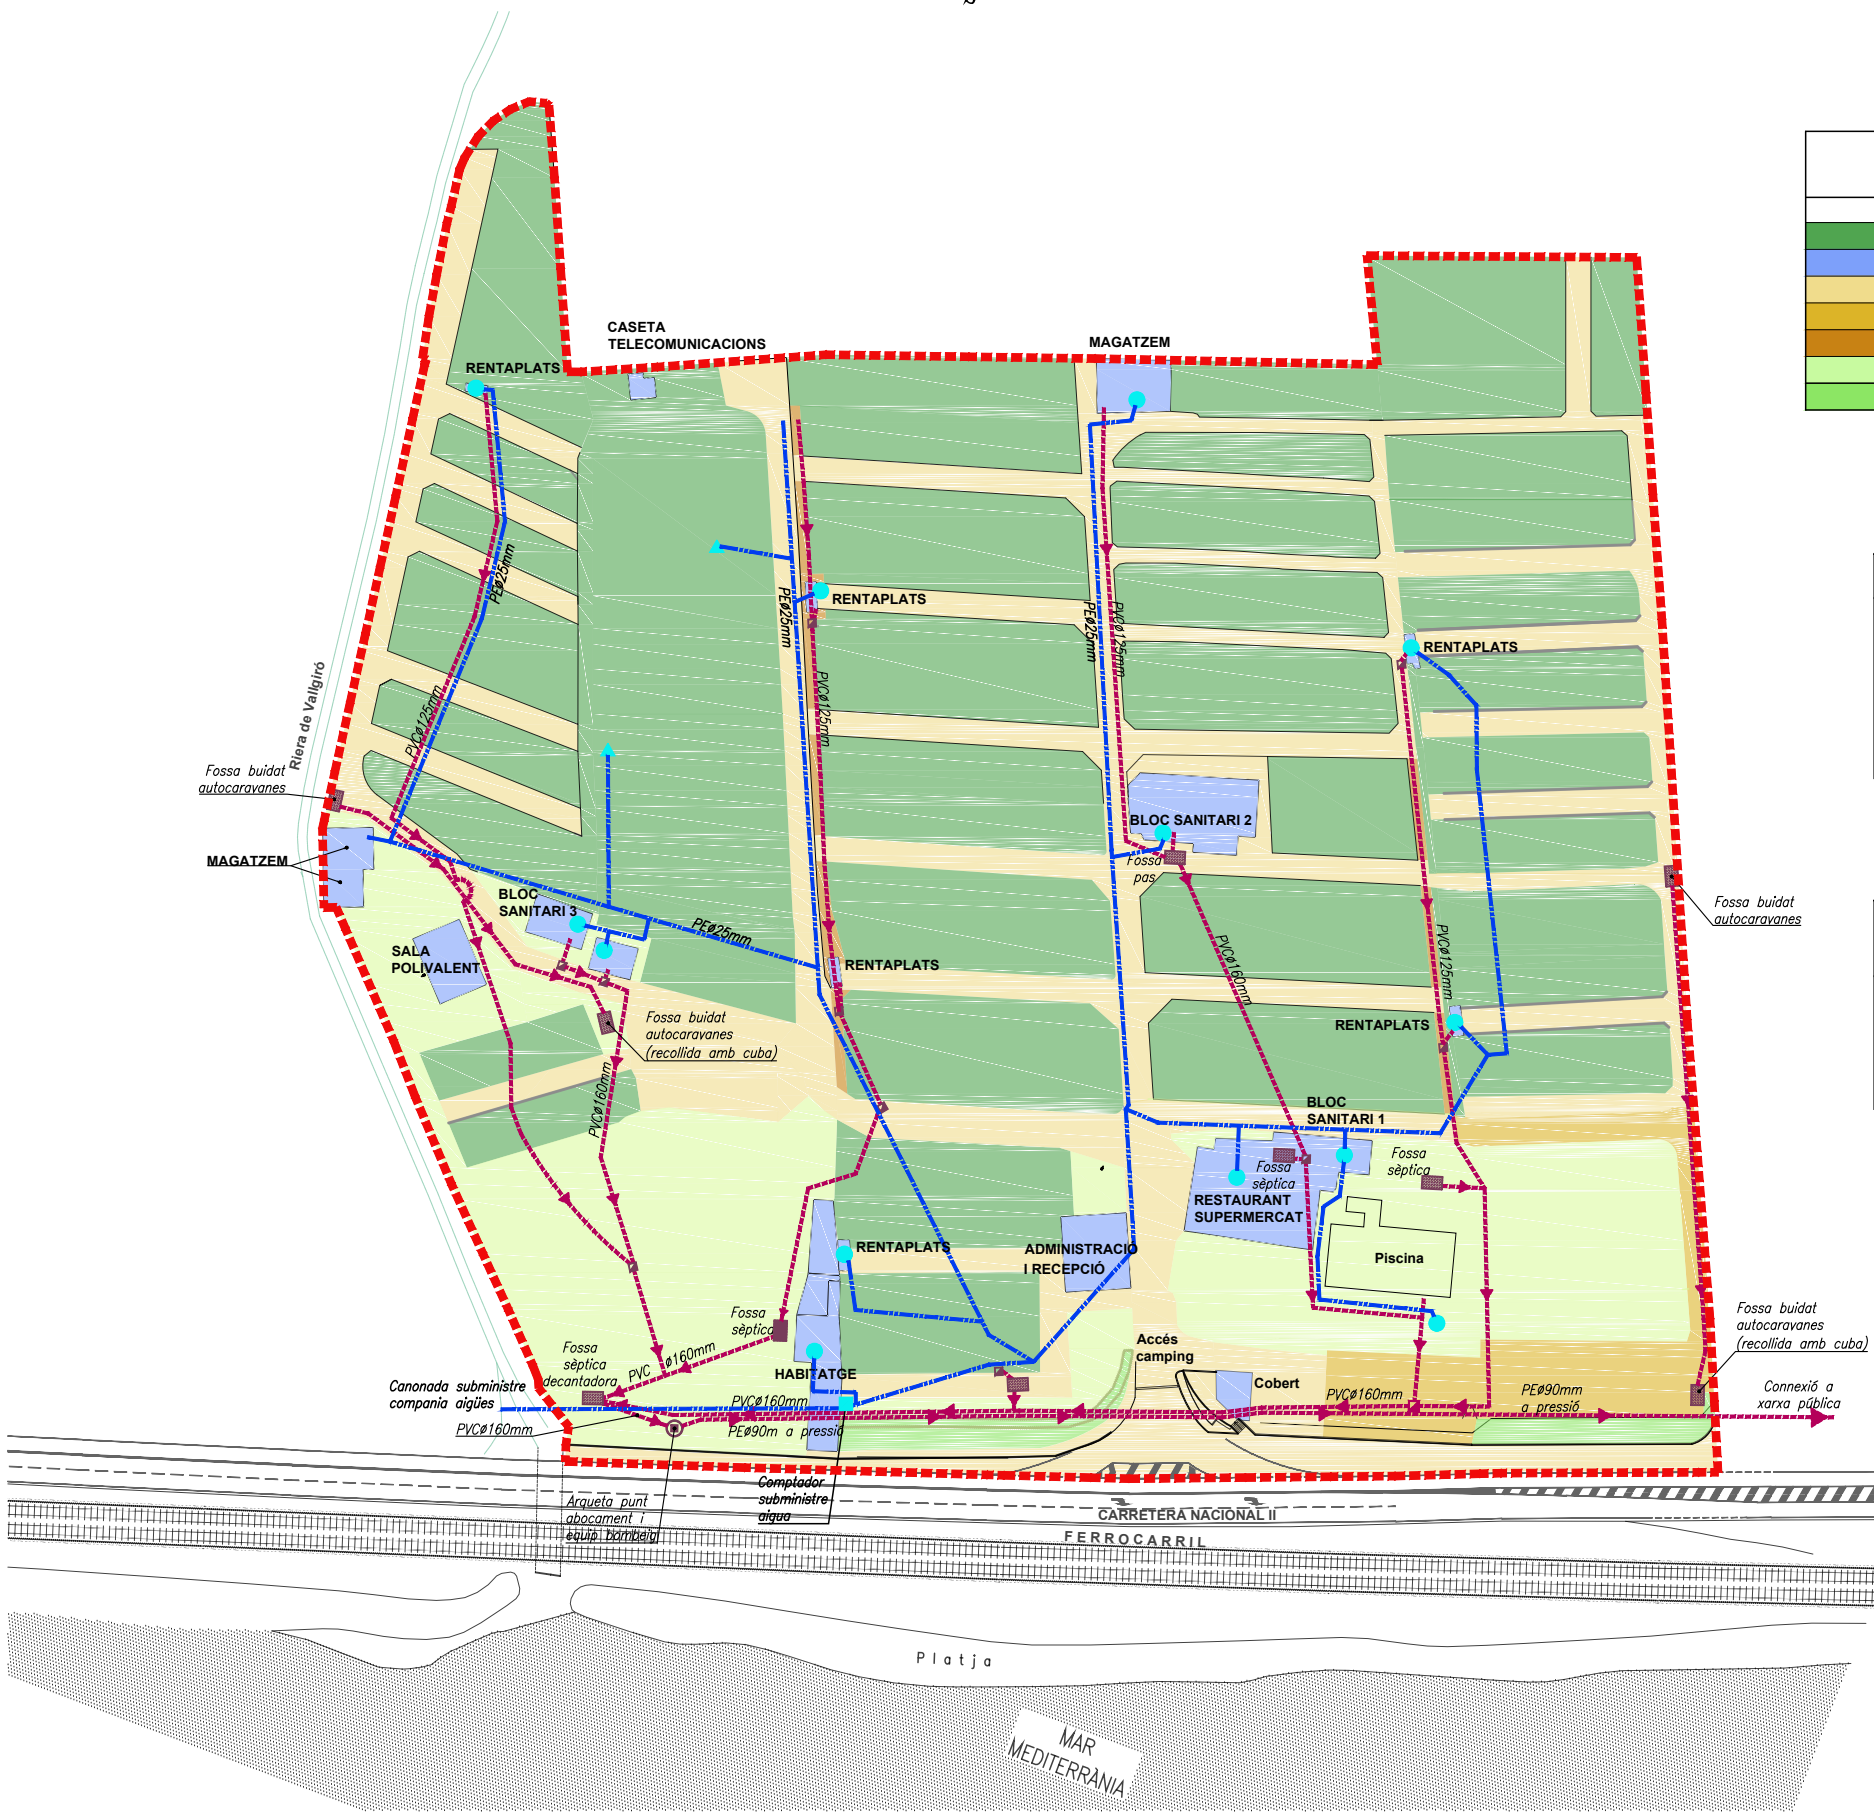 CASETA
TELECOMUNICACIONS
MAGATZEM
RENTAPLATS
PEø25mm
PEø25mm
RENTAPLATS
PEø25mm
PVCø125mm
RENTAPLATS
Riera de Vallgiró
PVCø125mm
PVCø125mm
Fossa buidat
autocaravanes
MAGATZEM
BLOC SANITARI 2
Fossa
pas
BLOC
SANITARI 3
PEø25mm
Fossa buidat
autocaravanes
SALA
POLIVALENT
RENTAPLATS
PVCø160mm
PVCø125mm
Fossa buidat
autocaravanes
(recollida amb cuba)
RENTAPLATS
PVCø160mm
BLOC
SANITARI 1
Fossa
sèptica
Fossa
sèptica
RESTAURANT
SUPERMERCAT
RENTAPLATS
ADMINISTRACIÓ
I RECEPCIÓ
Piscina
Fossa
sèptica
Accés
camping
Fossa buidat
autocaravanes
(recollida amb cuba)
Fossa
sèptica
decantadora
PVC ø160mm
HABITATGE
Cobert
Canonada subministre
compania aigües
PVCø160mm
PVCø160mm
PEø90mm
a pressió
Connexió a
xarxa pública
PVCø160mm
PEø90m a pressió
Comptador
subministre
aigua
Arqueta punt
abocament i
equip bombeig
CARRETERA NACIONAL II
FERROCARRIL
Platja
MAR
MEDITERRÀNIA